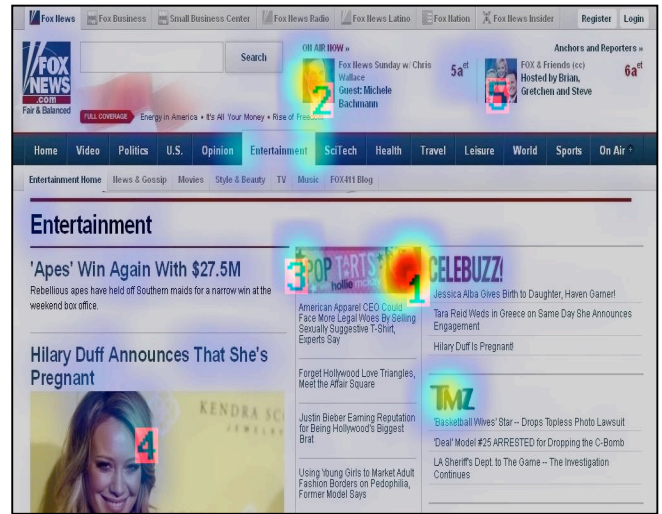 Fox News Fox Business Small Business Center Fox News Radio Fox News Latino Fox Nation Fox News Insider Register Login
FOX
NEWS
.com
Fair & Balanced
Search
ON AIR NOW »
Anchors and Reporters »
Fox News Sunday w/ Chris
Wallace
Guest: Michele
Bachmann
5a et
FOX & Friends (cc)
Hosted by Brian,
Gretchen and Steve
6a et
2
5
FULL COVERAGE Energy in America • It's All Your Money • Rise of Freedom
Home Video Politics U.S. Opinion Entertainment SciTech Health Travel Leisure World Sports On Air
Entertainment Home News & Gossip Movies Style & Beauty TV Music FOX411 Blog
Entertainment
'Apes' Win Again With $27.5M
Rebellious apes have held off Southern maids for a narrow win at the
weekend box office.
Hilary Duff Announces That She's
Pregnant
KENDRA SC
JEWELRY
4
3
POP TARTS
hollie
1
American Apparel CEO Could
Face More Legal Woes By Selling
Sexually Suggestive T-Shirt,
Experts Say
Forget Hollywood Love Triangles,
Meet the Affair Square
Justin Bieber Earning Reputation
for Being Hollywood's Biggest
Brat
Using Young Girls to Market Adult
Fashion Borders on Pedophilia,
Former Model Says
CELEBUZZ!
Jessica Alba Gives Birth to Daughter, Haven Garner!
Tara Reid Weds in Greece on Same Day She Announces
Engagement
Hilary Duff Is Pregnant!
TMZ
'Basketball Wives' Star -- Drops Topless Photo Lawsuit
'Deal' Model #25 ARRESTED for Dropping the C-Bomb
LA Sheriff's Dept. to The Game -- The Investigation
Continues